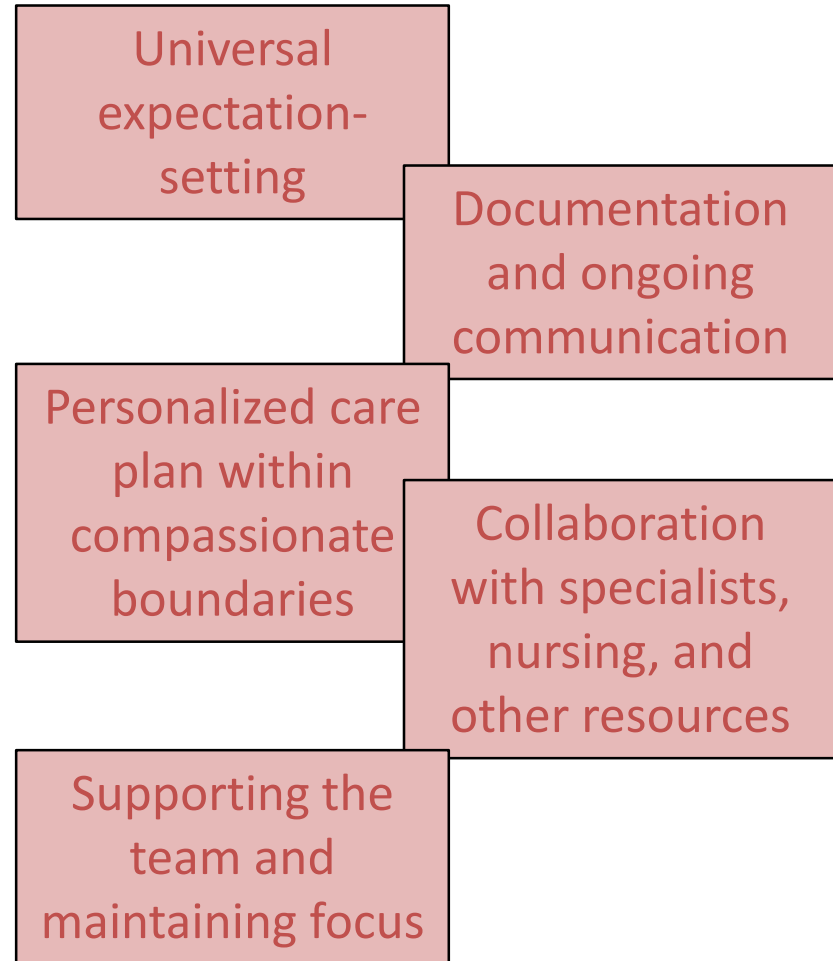 Universal
expectation-
setting
Documentation
and ongoing
communication
Personalized care
plan within
compassionate
boundaries
Collaboration
with specialists,
nursing, and
other resources
Supporting the
team and
maintaining focus